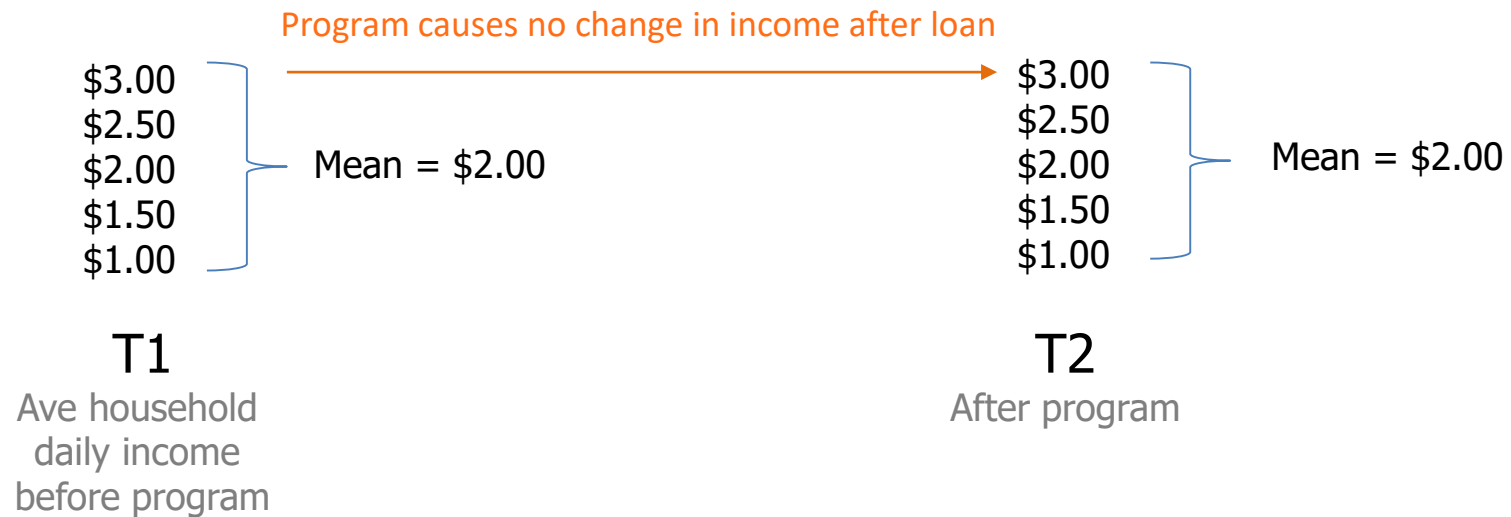 Program causes no change in income after loan
$3.00
$2.50
$2.00
$1.50
$1.00
Mean = $2.00
$3.00
$2.50
$2.00
$1.50
$1.00
Mean = $2.00
T1
Ave household
daily income
before program
T2
After program